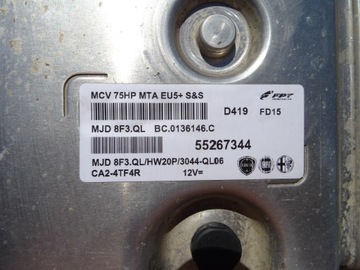 MCV 75HP MTA EU5+ S&S
D419 FD15
FPT
MJD 8F3.QL BC.0136146.C
55267344
MJD 8F3.QL/HW20P/3044-QL06
CA2-4TF4R 12V=